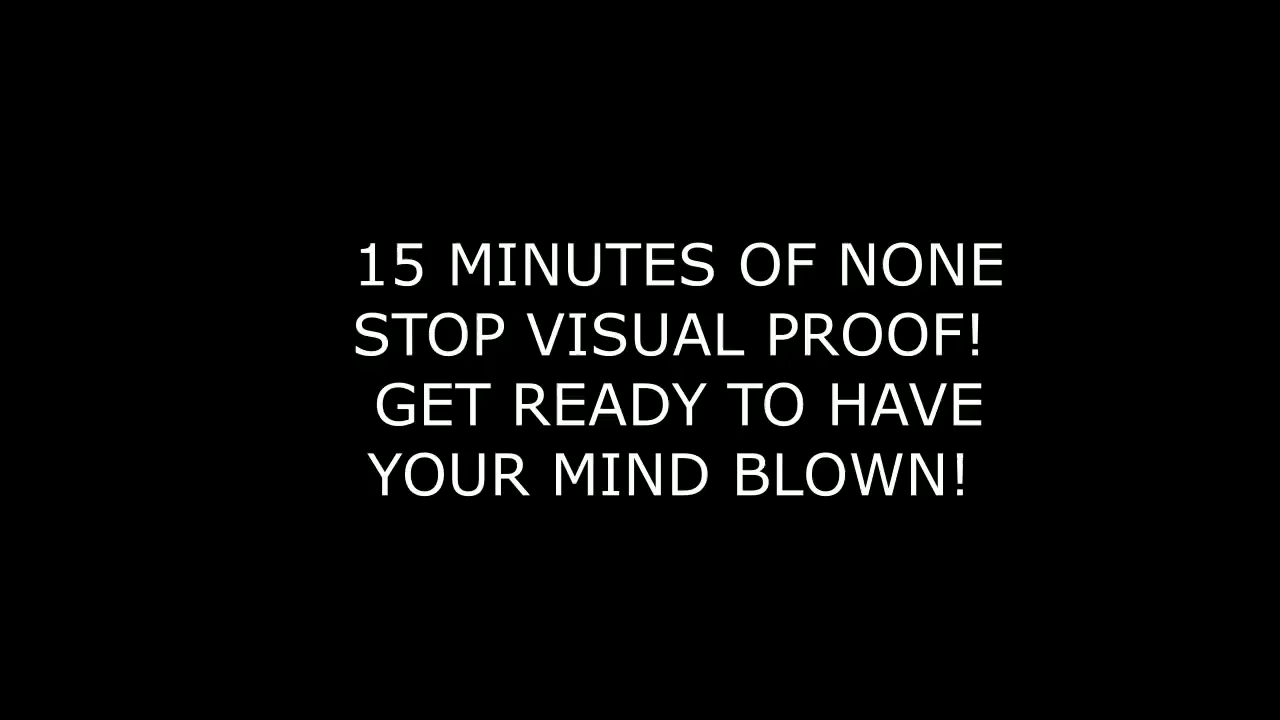 15 MINUTES OF NONE
STOP VISUAL PROOF!
GET READY TO HAVE
YOUR MIND BLOWN!